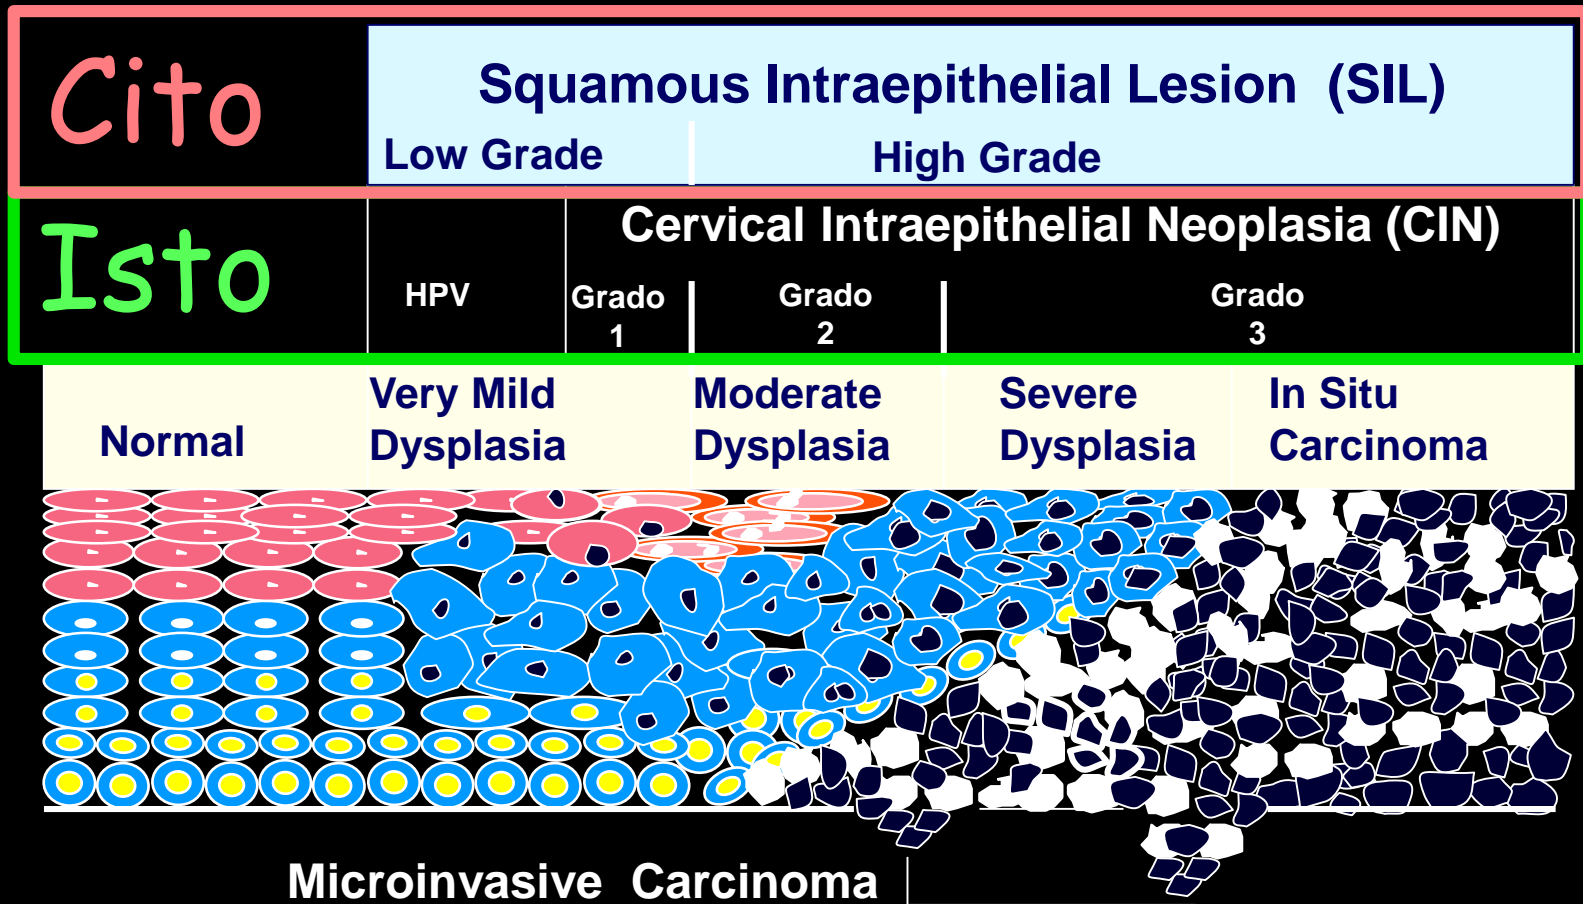 Cito
Squamous Intraepithelial Lesion (SIL)
Low Grade
High Grade
Isto
Cervical Intraepithelial Neoplasia (CIN)
HPV
Grado
1
Grado
2
Grado
3
Normal
Very Mild
Dysplasia
Moderate
Dysplasia
Severe
Dysplasia
In Situ
Carcinoma
Microinvasive Carcinoma